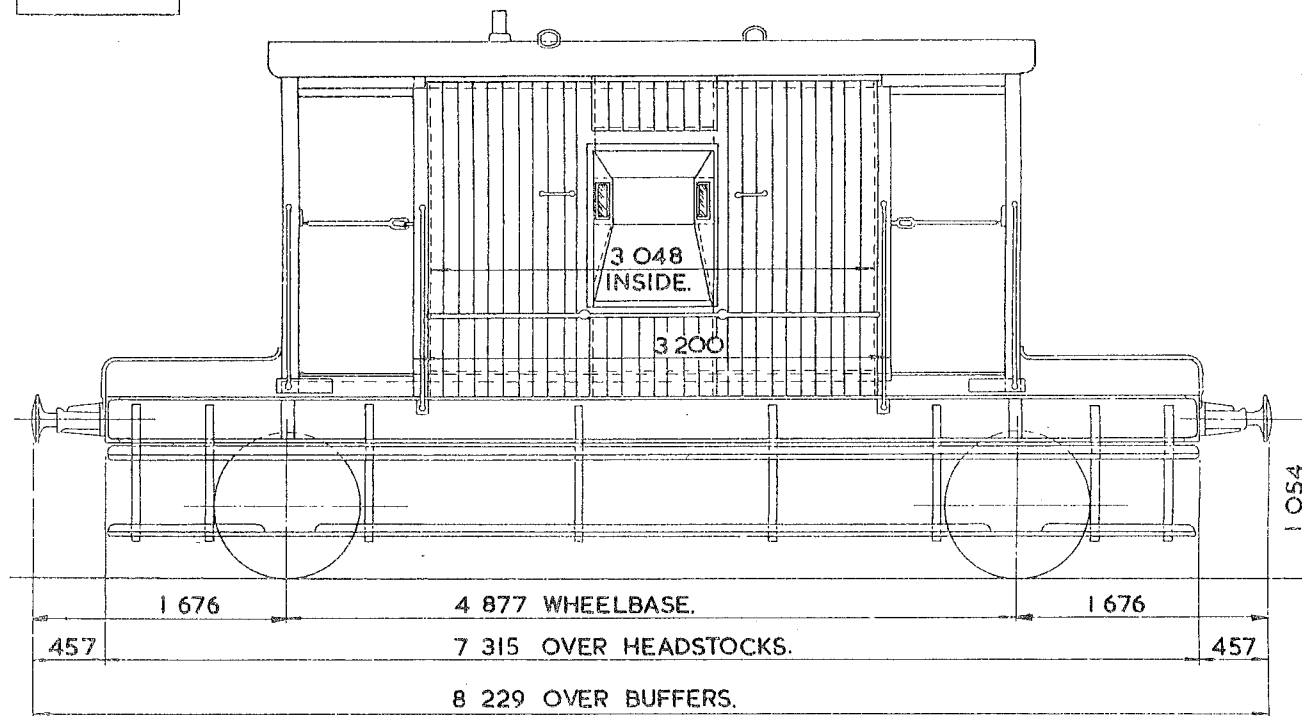 3 048
INSIDE.
3 200
1 054
1 676
4 877 WHEELBASE.
1 676
457
7 315 OVER HEADSTOCKS.
457
8 229 OVER BUFFERS.